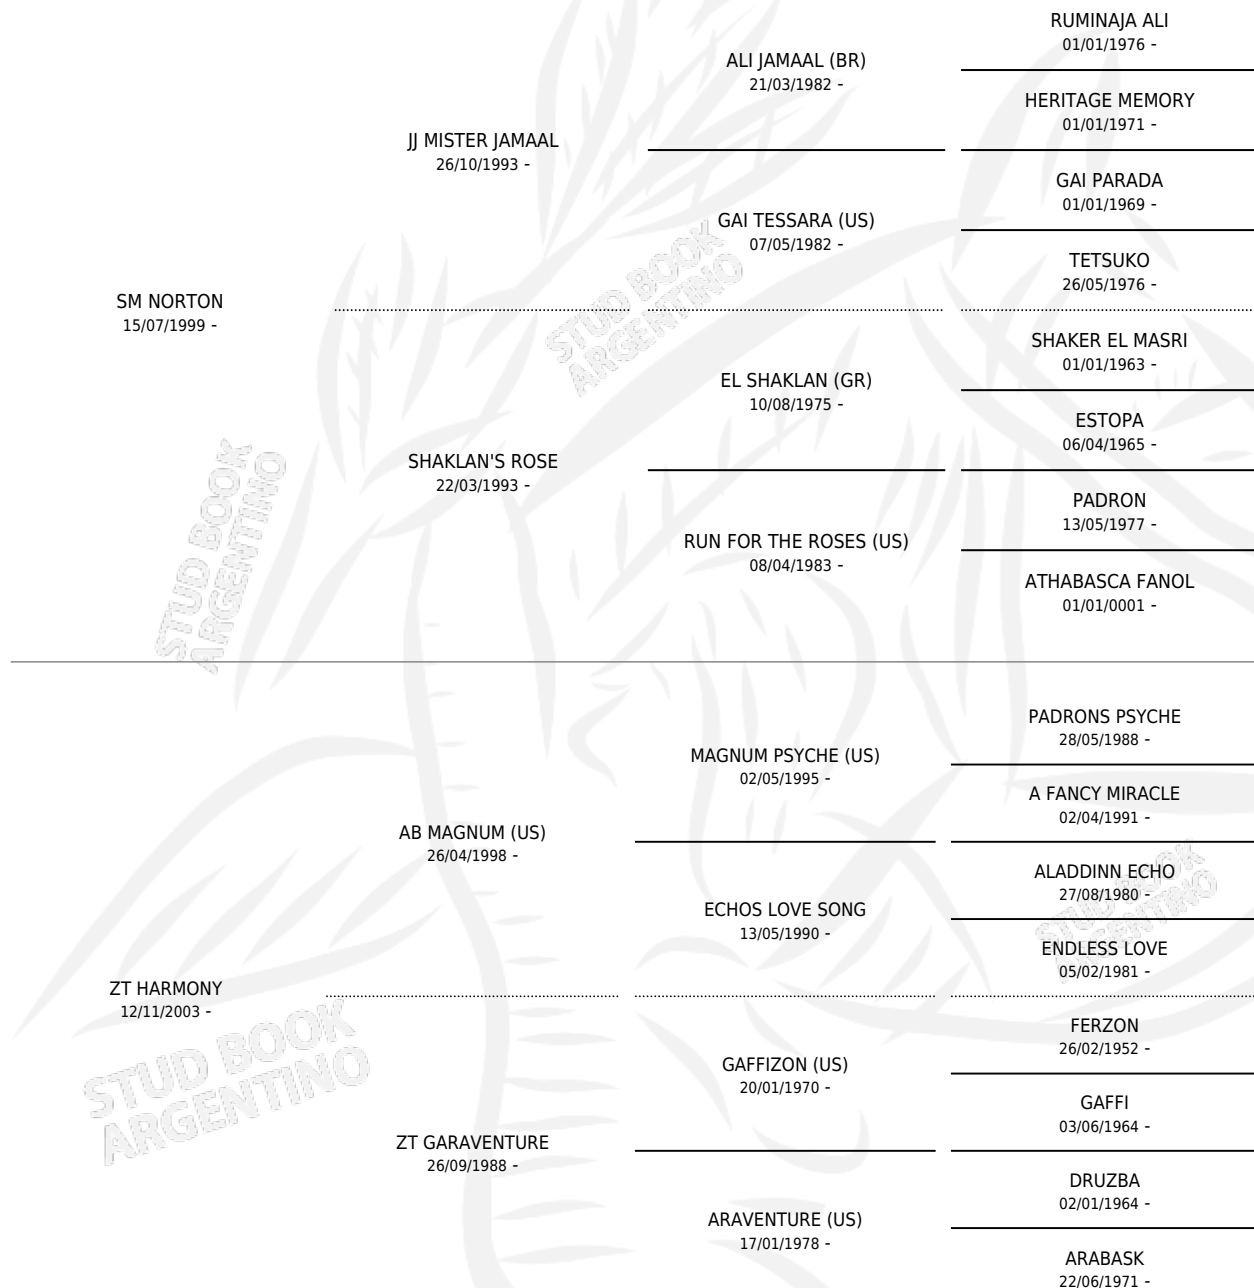 RUMINAJA ALI
01/01/1976 -
ALI JAMAAL (BR)
21/03/1982 -
HERITAGE MEMORY
01/01/1971 -
JJ MISTER JAMAAL
26/10/1993 -
GAI PARADA
01/01/1969 -
GAI TESSARA (US)
07/05/1982 -
TETSUKO
26/05/1976 -
SM NORTON
15/07/1999 -
SHAKER EL MASRI
01/01/1963 -
EL SHAKLAN (GR)
10/08/1975 -
ESTOPA
06/04/1965 -
SHAKLAN'S ROSE
22/03/1993 -
PADRON
13/05/1977 -
RUN FOR THE ROSES (US)
08/04/1983 -
ATHABASCA FANOL
01/01/0001 -
PADRONS PSYCHE
28/05/1988 -
MAGNUM PSYCHE (US)
02/05/1995 -
A FANCY MIRACLE
02/04/1991 -
AB MAGNUM (US)
26/04/1998 -
ALADDINN ECHO
27/08/1980 -
ECHOS LOVE SONG
13/05/1990 -
ENDLESS LOVE
05/02/1981 -
ZT HARMONY
12/11/2003 -
FERZON
26/02/1952 -
GAFFIZON (US)
20/01/1970 -
GAFFI
03/06/1964 -
ZT GARAVENTURE
26/09/1988 -
DRUZBA
02/01/1964 -
ARAVENTURE (US)
17/01/1978 -
ARABASK
22/06/1971 -
STUD BOOK
ARGENTINO
STUD BOOK
ARGENTINO
STUD BOOK
ARGENTINO
STUD BOOK
ARGENTINO